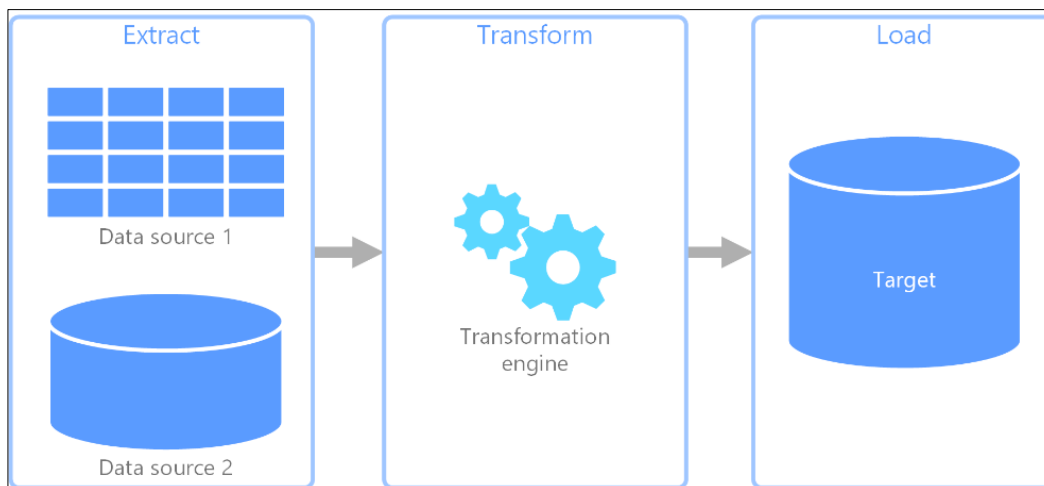 Extract
Data source 1
Data source 2
Transform
Transformation
engine
Load
Target